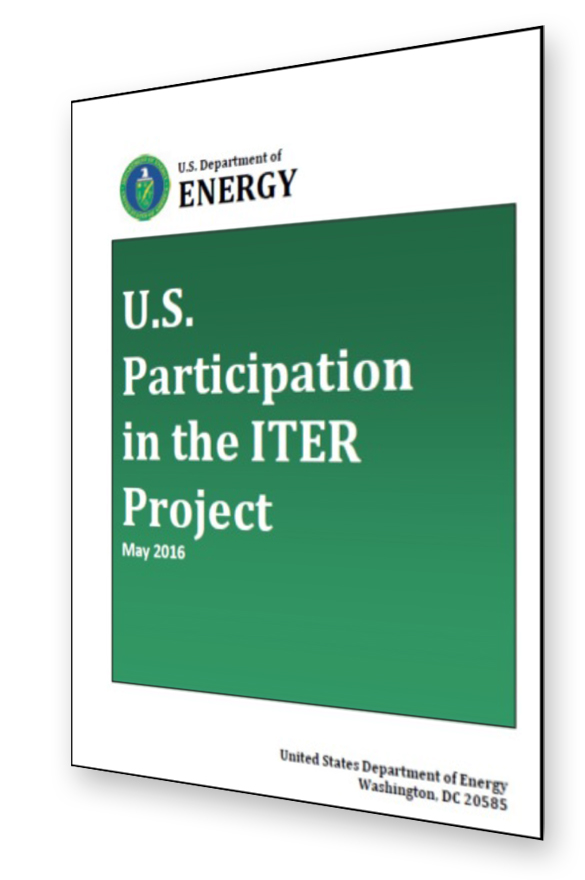 U.S. Department of
ENERGY
U.S.
Participation
in the ITER
Project
May 2016
United States Department of Energy
Washington, DC 20585